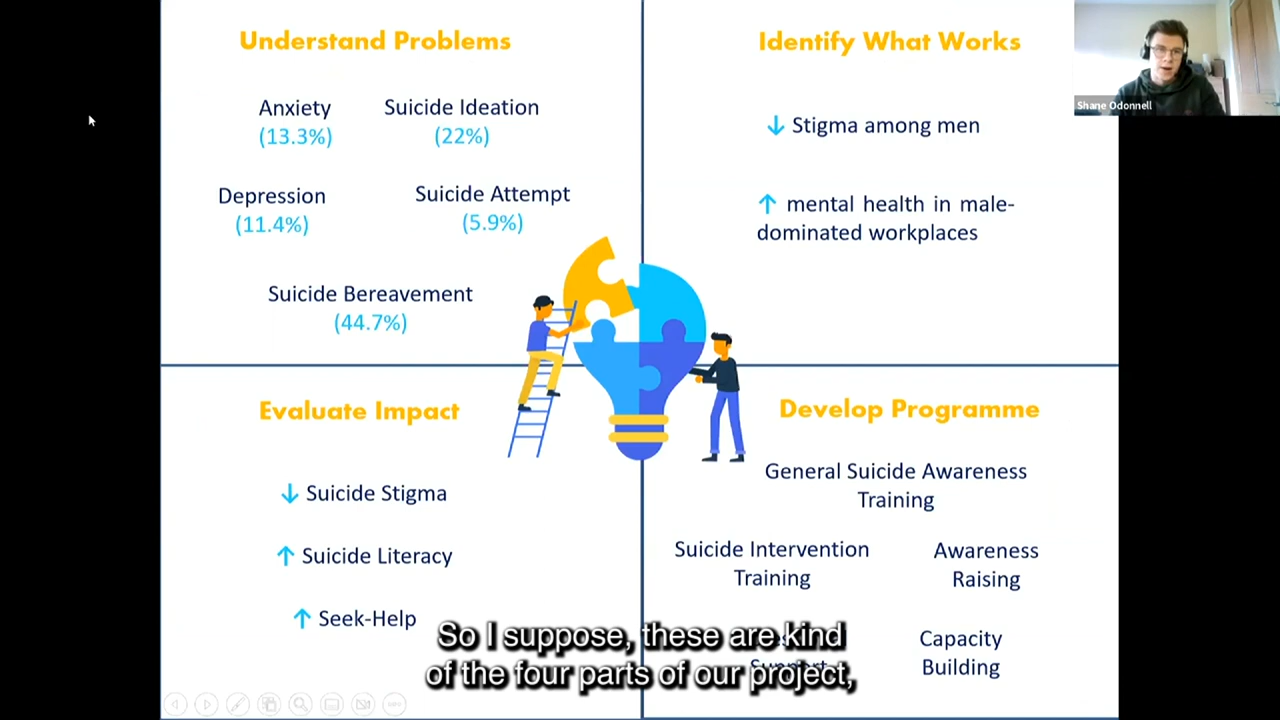 Understand Problems
Anxiety
(13.3%)
Suicide Ideation
(22%)
Depression
(11.4%)
Suicide Attempt
(5.9%)
Suicide Bereavement
(44.7%)
Identify What Works
↓ Stigma among men
↑ mental health in male-
dominated workplaces
Shane Odonnell
Evaluate Impact
↓ Suicide Stigma
↑ Suicide Literacy
↑ Seek-Help
Develop Programme
General Suicide Awareness
Training
Suicide Intervention
Training
Awareness
Raising
Capacity
Building
So I suppose, these are kind
of the four parts of our project,